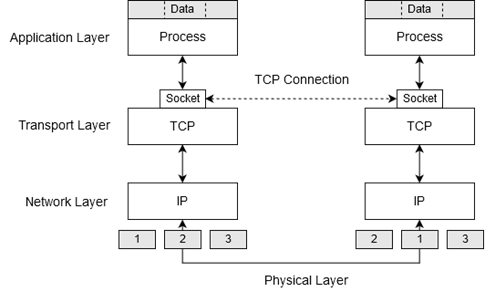 Data Data
Application Layer Process Process
TCP Connection
Socket Socket
Transport Layer TCP TCP
Network Layer IP IP
1 2 3 2 1 3
Physical Layer